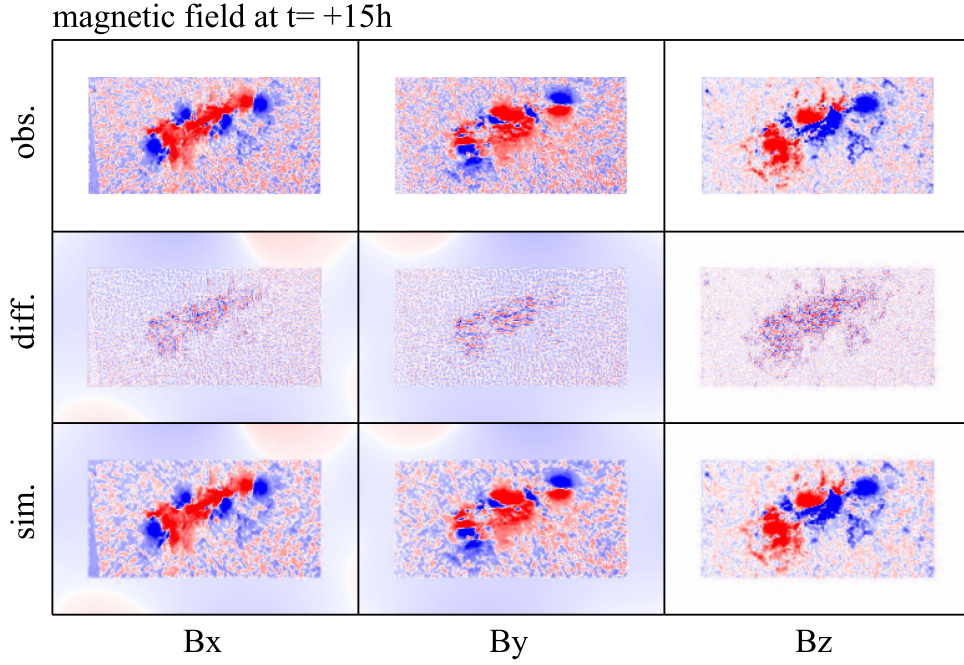 magnetic field at t= +15h
obs.
diff.
sim.
Bx
By
Bz